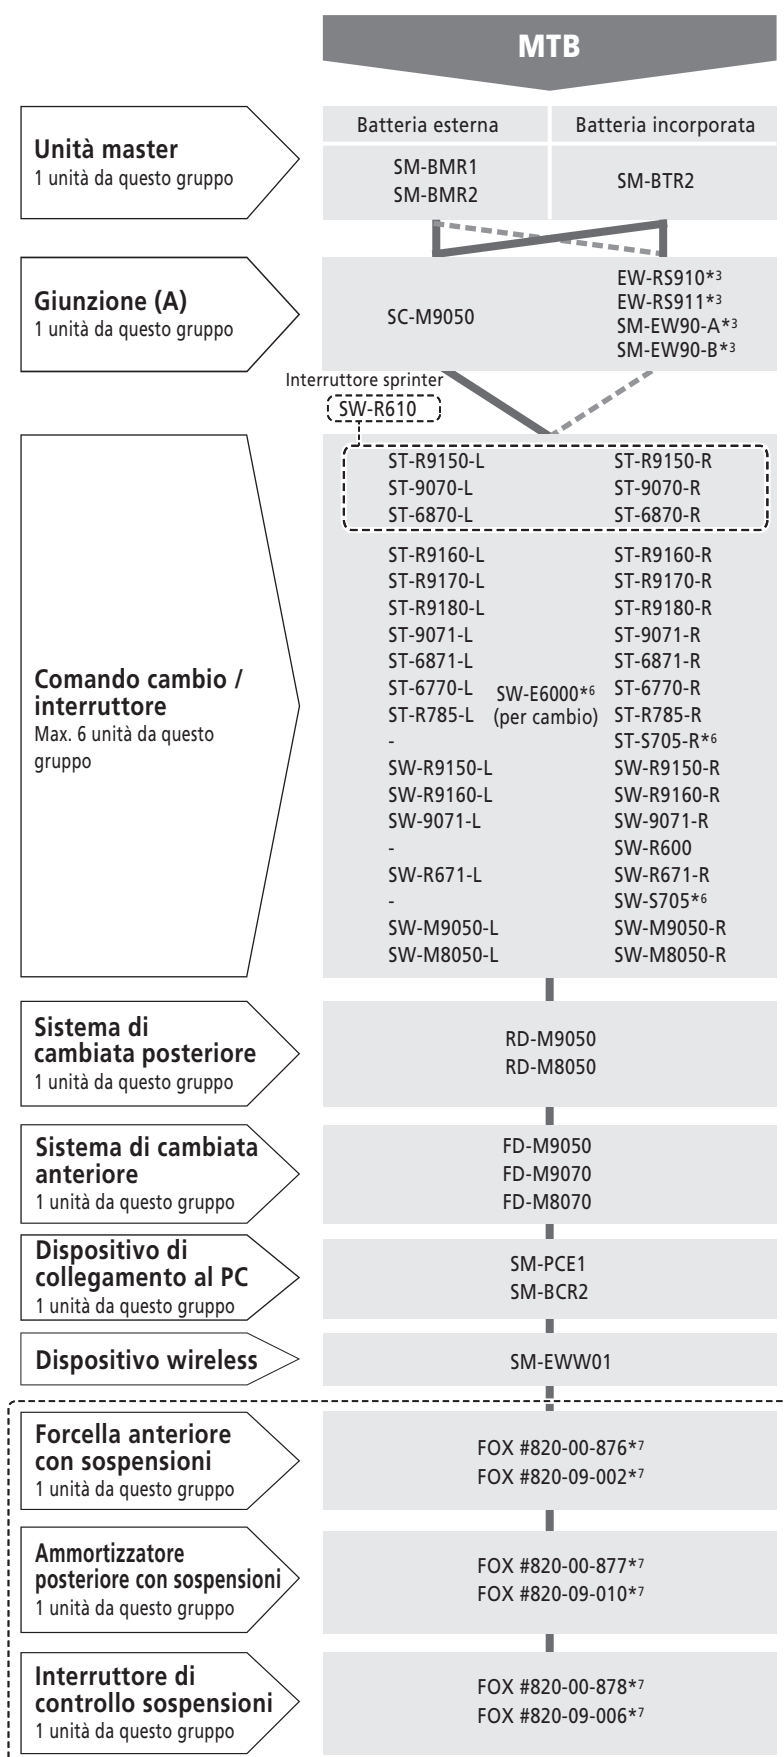 MTB
Unità master
1 unità da questo gruppo
Batteria esterna
Batteria incorporata
SM-BMR1
SM-BMR2
SM-BTR2
Giunzione (A)
1 unità da questo gruppo
SC-M9050
EW-RS910*3
EW-RS911*3
SM-EW90-A*3
SM-EW90-B*3
Interruttore sprinter
SW-R610
Comando cambio /
interruttore
Max. 6 unità da questo
gruppo
ST-R9150-L ST-R9150-R
ST-9070-L ST-9070-R
ST-6870-L ST-6870-R
ST-R9160-L ST-R9160-R
ST-R9170-L ST-R9170-R
ST-R9180-L ST-R9180-R
ST-9071-L ST-9071-R
ST-6871-L ST-6871-R
ST-6770-L SW-E6000*6 ST-6770-R
ST-R785-L (per cambio) ST-R785-R
- ST-S705-R*6
SW-R9150-L SW-R9150-R
SW-R9160-L SW-R9160-R
SW-9071-L SW-9071-R
- SW-R600
SW-R671-L SW-R671-R
- SW-S705*6
SW-M9050-L SW-M9050-R
SW-M8050-L SW-M8050-R
Sistema di
cambiata posteriore
1 unità da questo gruppo
RD-M9050
RD-M8050
Sistema di cambiata
anteriore
1 unità da questo gruppo
FD-M9050
FD-M9070
FD-M8070
Dispositivo di
collegamento al PC
1 unità da questo gruppo
SM-PCE1
SM-BCR2
Dispositivo wireless
SM-EWW01
Forcella anteriore
con sospensioni
1 unità da questo gruppo
FOX #820-00-876*7
FOX #820-09-002*7
Ammortizzatore
posteriore con sospensioni
1 unità da questo gruppo
FOX #820-00-877*7
FOX #820-09-010*7
Interruttore di
controllo sospensioni
1 unità da questo gruppo
FOX #820-00-878*7
FOX #820-09-006*7